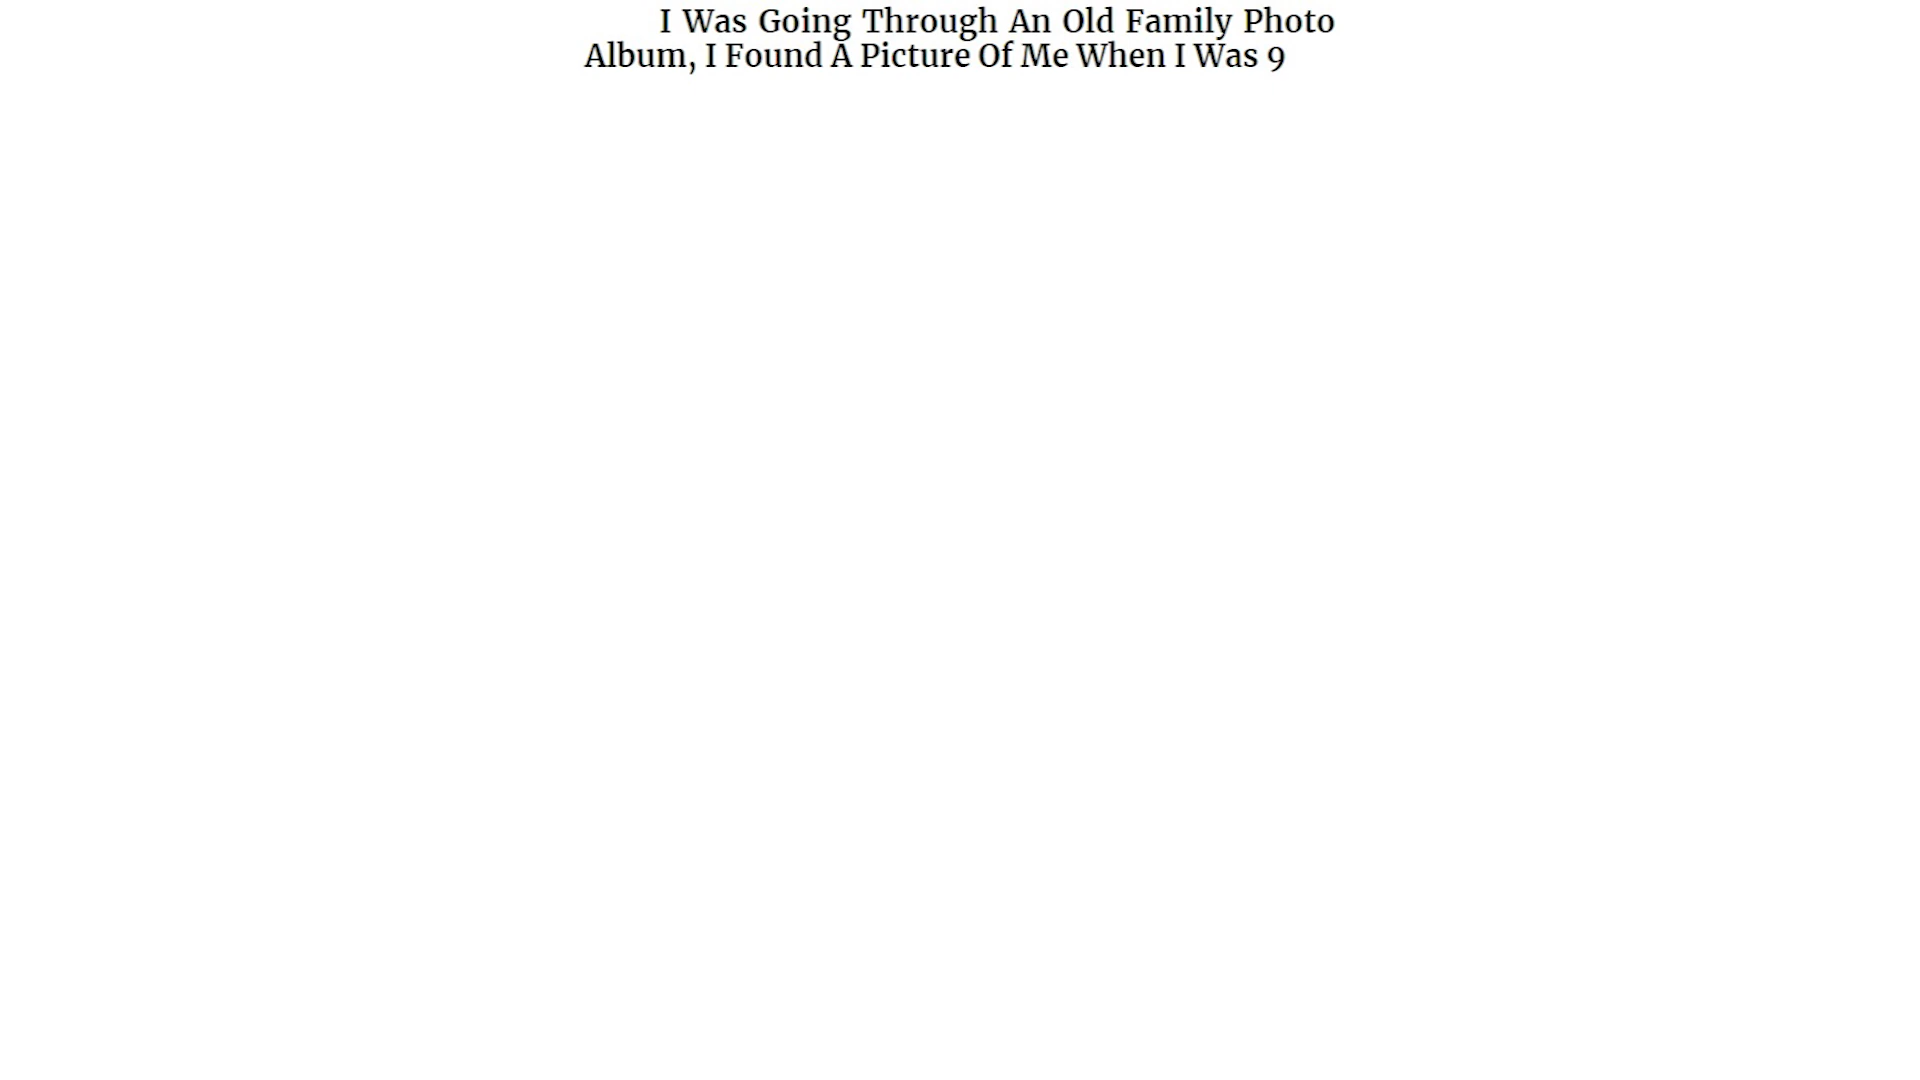 I Was Going Through An Old Family Photo
Album, I Found A Picture Of Me When I Was 9